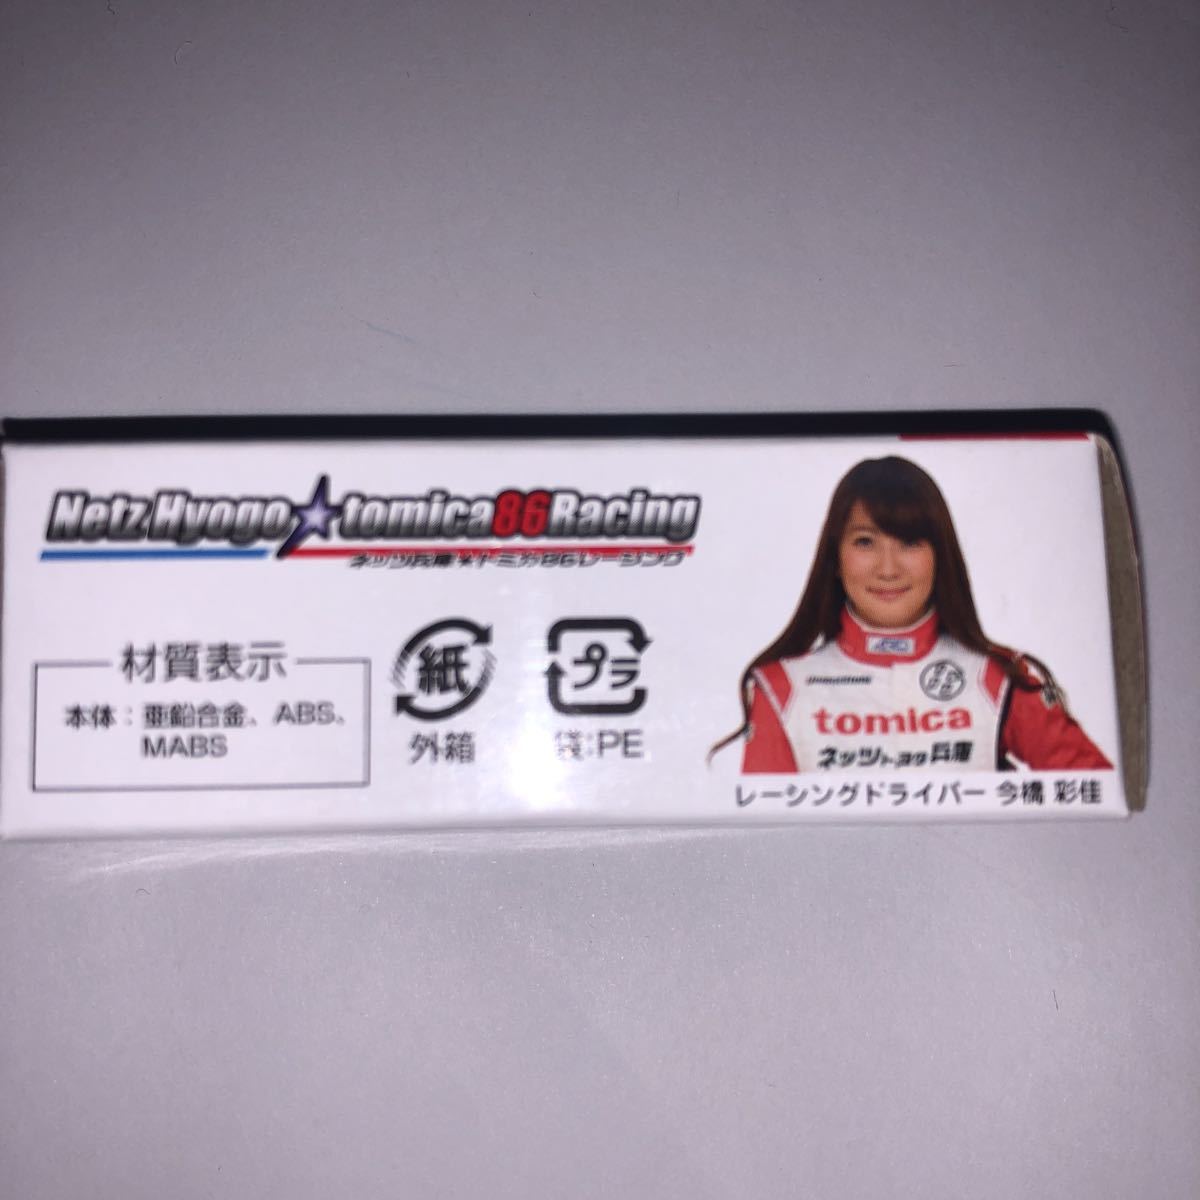 Netz Hyogo★tomica86Racing
ネッツ兵庫★トミカ86レーシング
材質表示
本体：亜鉛合金、ABS、
MABS
紙
外箱
プラ
袋:PE
tomica
ネッツトヨタ兵庫
レーシングドライバー 今橋 彩佳